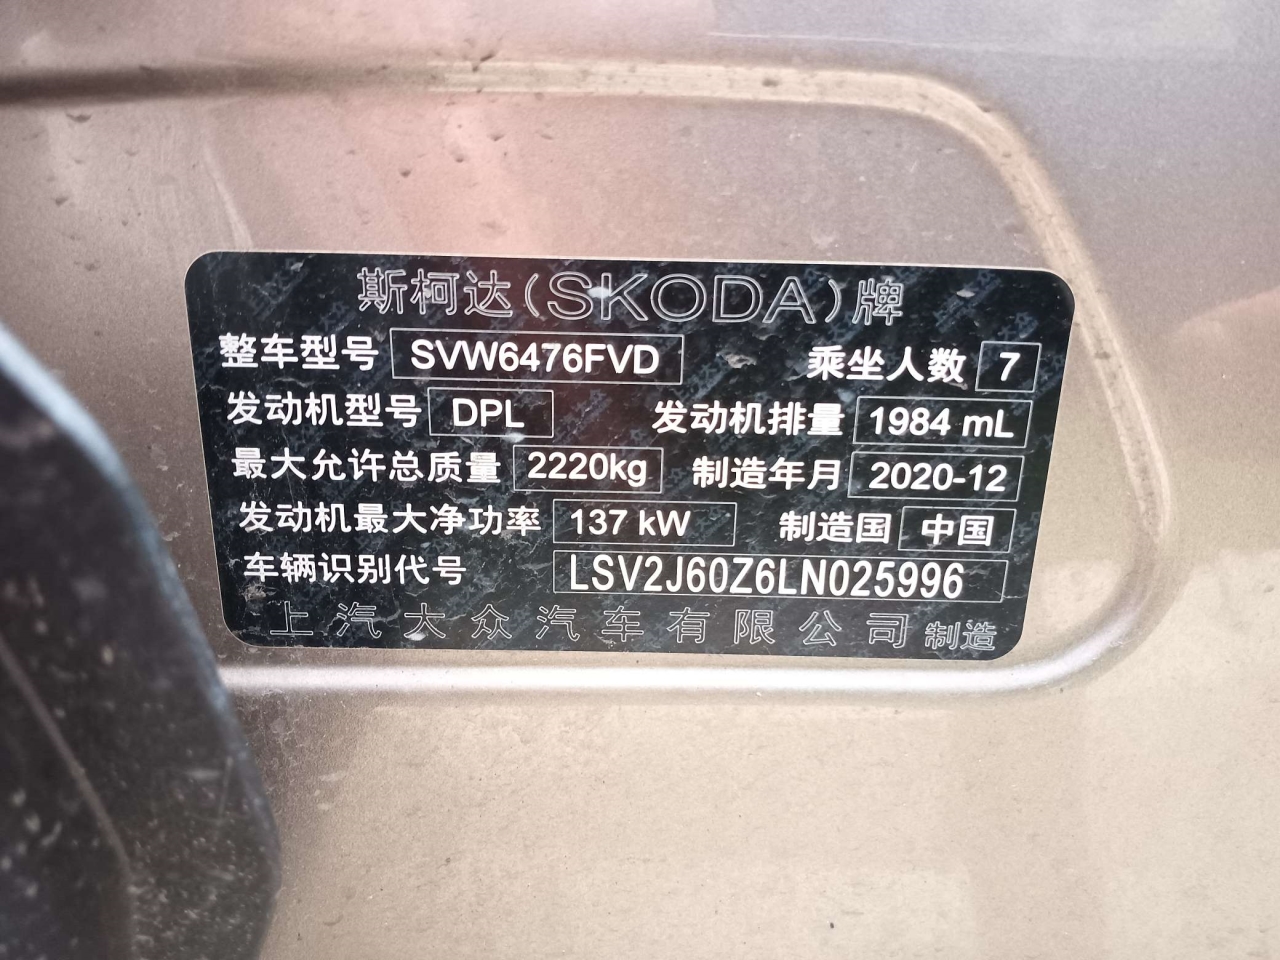 斯柯达(SKODA)牌
整车型号 SVW6476FVD 乘坐人数 7
发动机型号 DPL 发动机排量 1984 mL
最大允许总质量 2220kg 制造年月 2020-12
发动机最大净功率 137 kW 制造国 中国
车辆识别代号 LSV2J60Z6LN025996
上汽大众汽车有限公司 制造